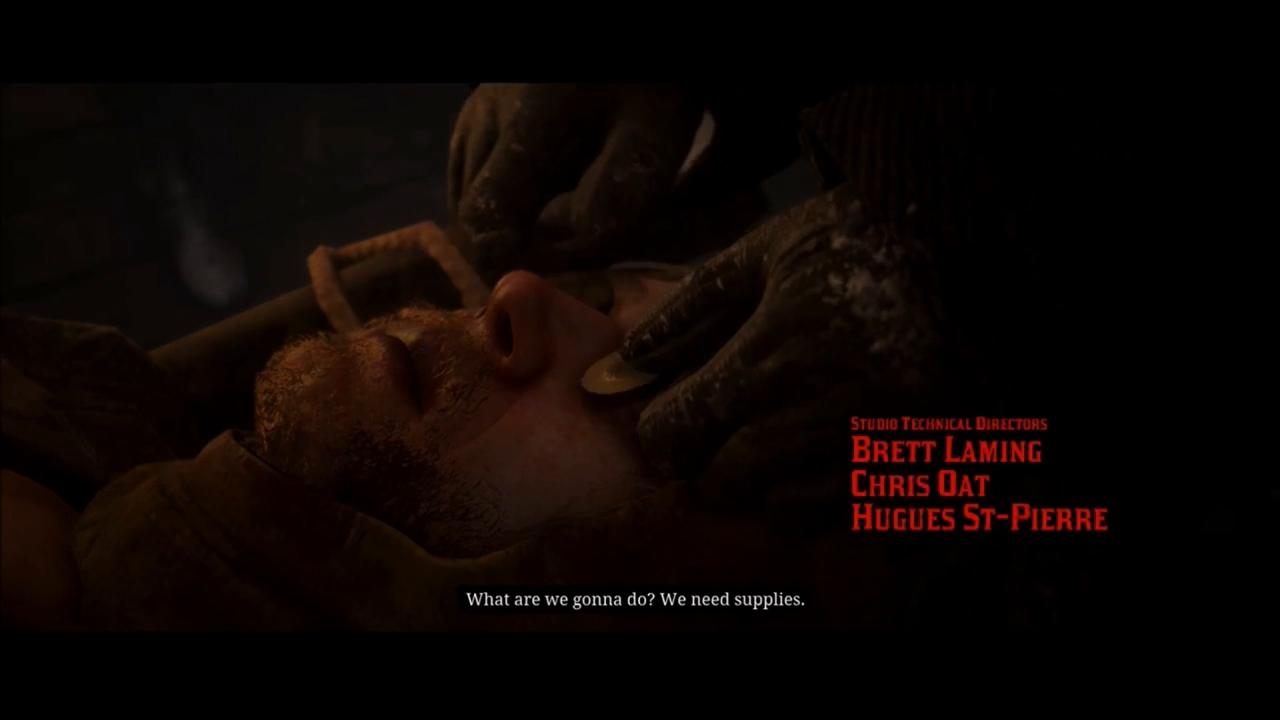 Studio Technical Directors
Brett Laming
Chris Oat
Hugues St-Pierre
What are we gonna do? We need supplies.